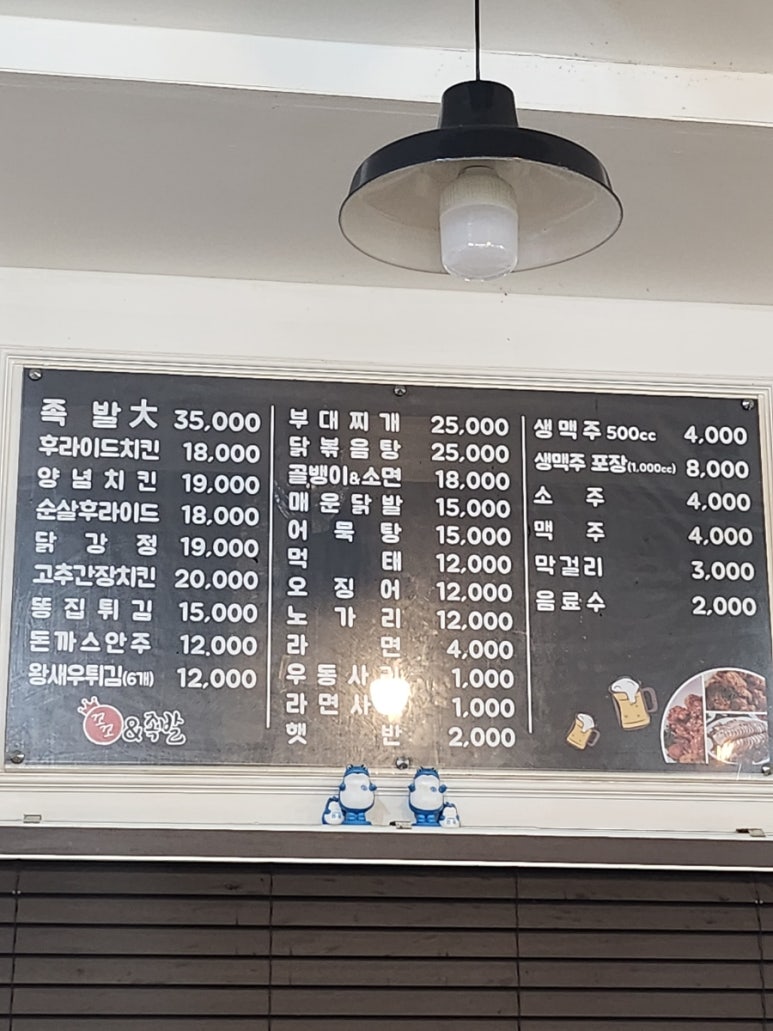 족 발 大 35,000
후라이드치킨 18,000
양 념 치 킨 19,000
순살후라이드 18,000
닭 강 정 19,000
고추간장치킨 20,000
똥 집 튀 김 15,000
돈까스안주 12,000
왕새우튀김(6개) 12,000
꼬꼬&족발
부 대 찌 개 25,000
닭 볶 음 탕 25,000
골뱅이&소면 18,000
매 운 닭 발 15,000
어 묵 탕 15,000
먹 태 12,000
오 징 어 12,000
노 가 리 12,000
라 면 4,000
우 동 사 리 1,000
라 면 사 1,000
햇 반 2,000
생 맥 주 500cc 4,000
생맥주 포장(1,000cc) 8,000
소 주 4,000
맥 주 4,000
막걸리 3,000
음료수 2,000